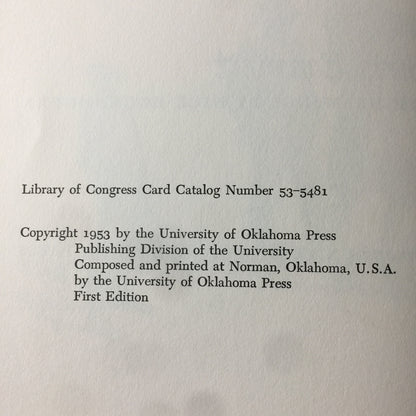 Library of Congress Card Catalog Number 53-5481
Copyright 1953 by the University of Oklahoma Press
Publishing Division of the University
Composed and printed at Norman, Oklahoma, U.S.A.
by the University of Oklahoma Press
First Edition